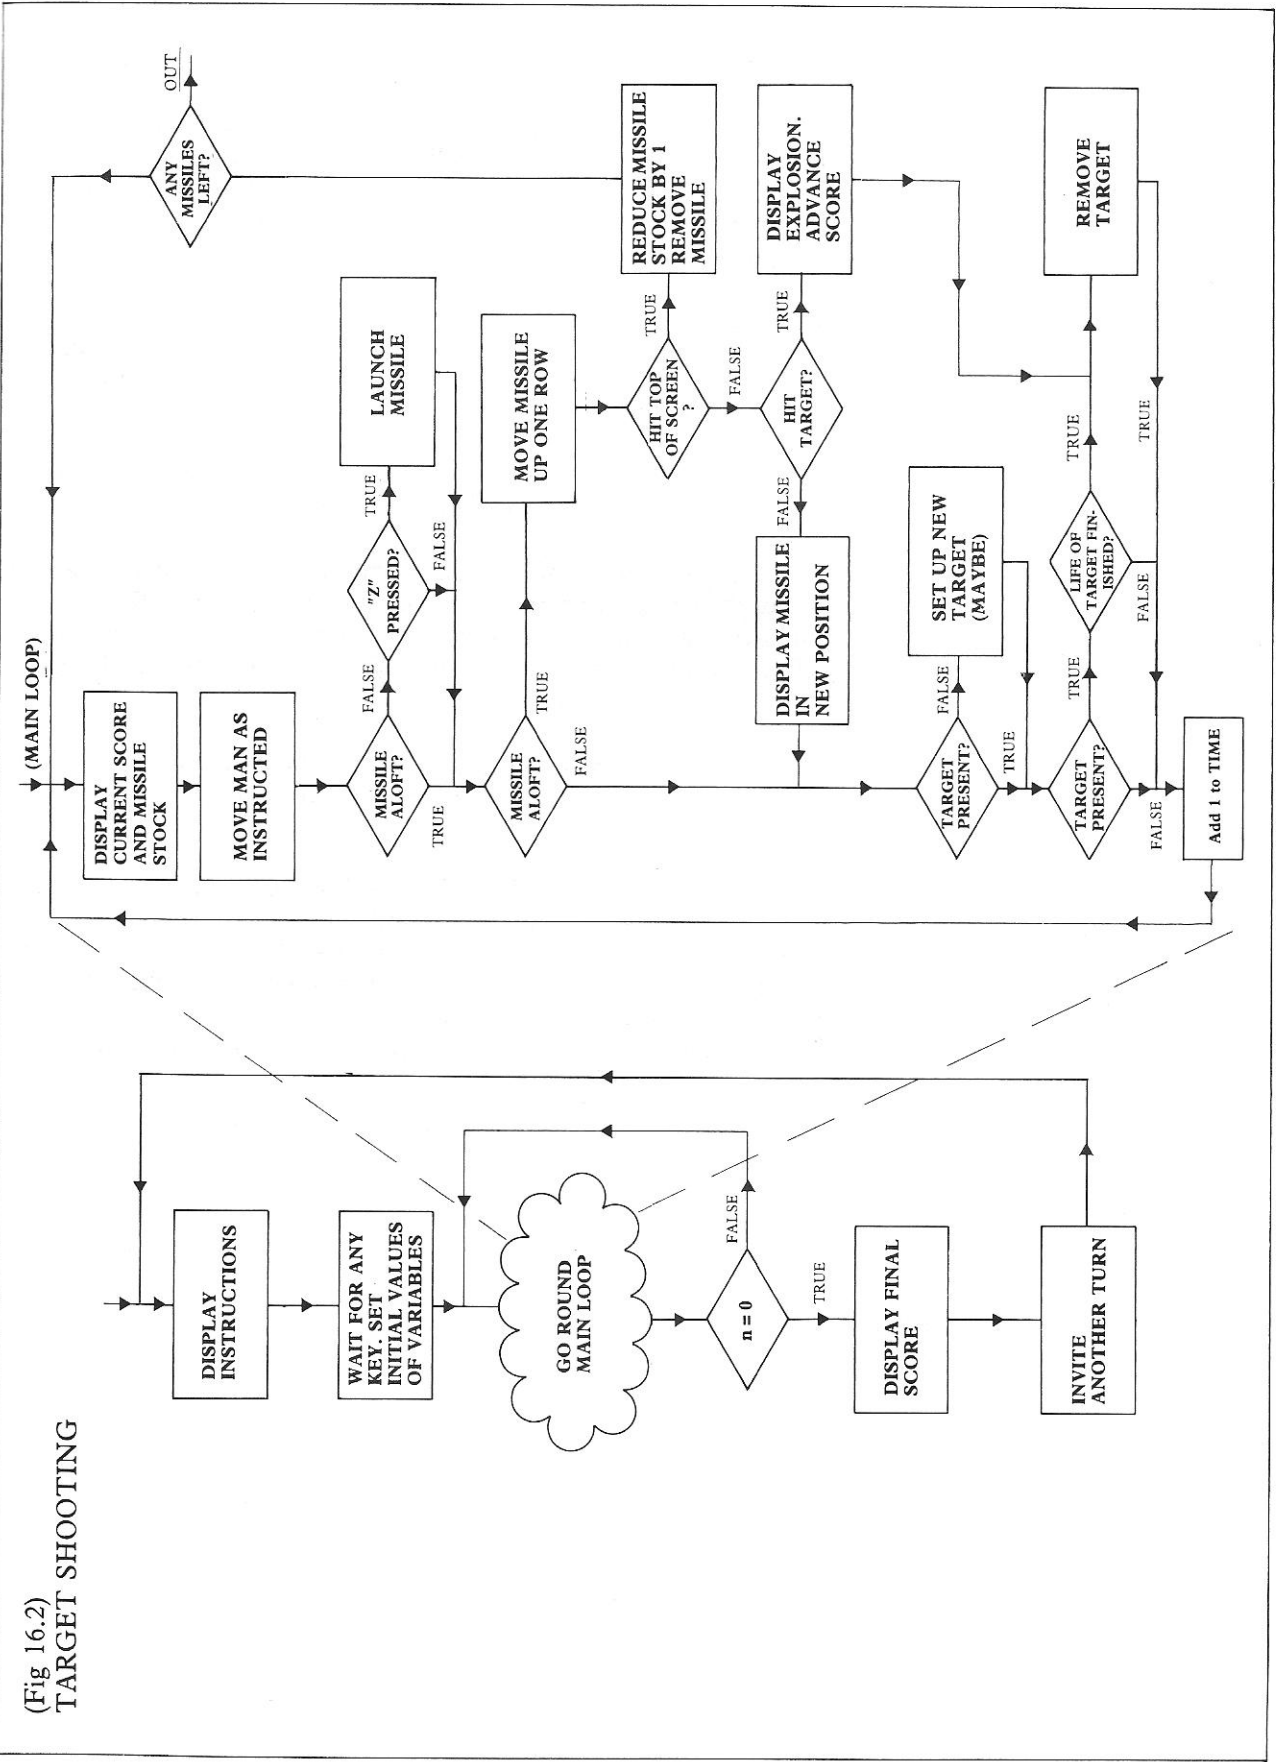 (Fig 16.2)
TARGET SHOOTING
DISPLAY
INSTRUCTIONS
WAIT FOR ANY
KEY. SET
INITIAL VALUES
OF VARIABLES
GO ROUND
MAIN LOOP
n=0
FALSE
TRUE
DISPLAY FINAL
SCORE
INVITE
ANOTHER TURN
(MAIN LOOP)
DISPLAY
CURRENT SCORE
AND MISSILE
STOCK
MOVE MAN AS
INSTRUCTED
MISSILE
ALOFT?
FALSE
TRUE
"Z"
PRESSED?
TRUE
FALSE
LAUNCH
MISSILE
MISSILE
ALOFT?
TRUE
FALSE
MOVE MISSILE
UP ONE ROW
HIT TOP
OF SCREEN
?
TRUE
FALSE
REDUCE MISSILE
STOCK BY 1
REMOVE
MISSILE
ANY
MISSILES
LEFT?
OUT
HIT
TARGET?
TRUE
FALSE
DISPLAY
EXPLOSION.
ADVANCE
SCORE
DISPLAY MISSILE
IN
NEW POSITION
TARGET
PRESENT?
FALSE
TRUE
SET UP NEW
TARGET
(MAYBE)
TARGET
PRESENT?
TRUE
FALSE
LIFE OF
TARGET FIN-
ISHED?
TRUE
FALSE
REMOVE
TARGET
TRUE
Add 1 to TIME